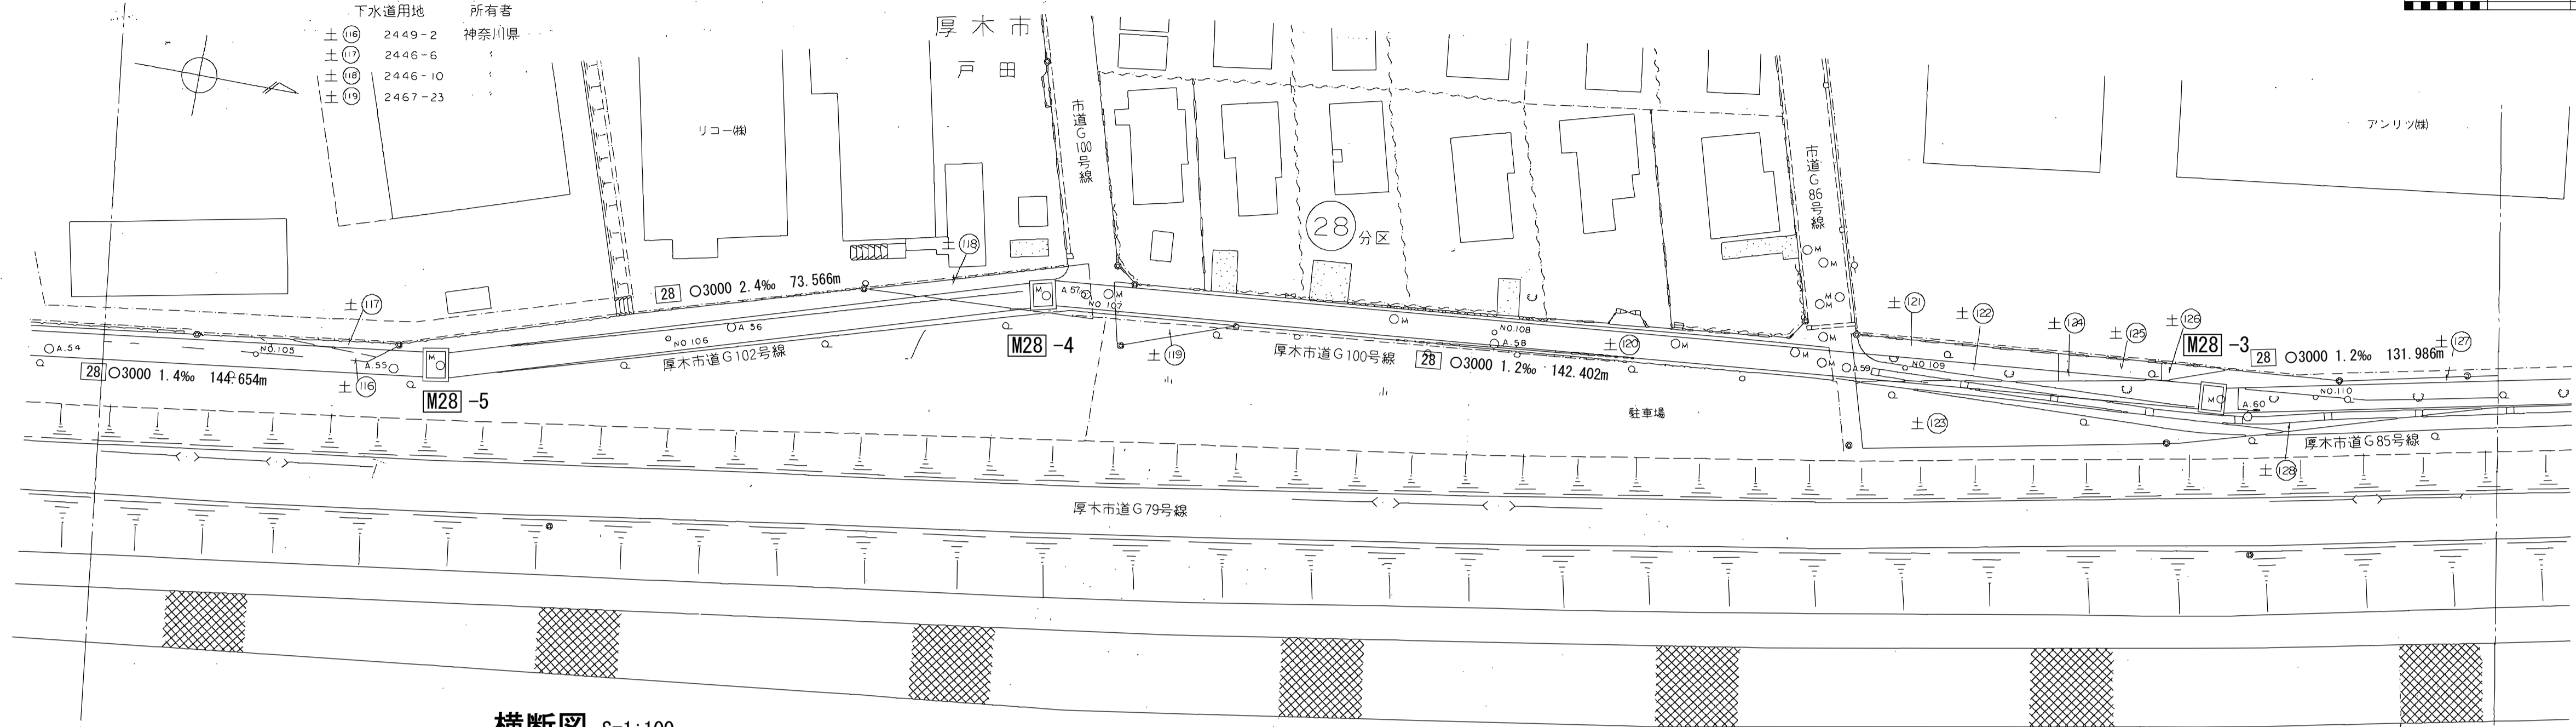 下水道用地 所有者
土 116 2449-2 神奈川県
土 117 2446-6 〃
土 118 2446-10 〃
土 119 2467-23 〃
厚木市
戸田
リコー(株)
アンリツ(株)
市道G100号線
市道G86号線
28 分区
土 118
土 117
28 ○3000 2.4‰ 73.566m
A.57
NO 107
M
A 56
NO 106
厚木市道G102号線
A.54
NO.105
A.55
28 ○3000 1.4‰ 144.654m
土 116
M28 -5
M28 -4
土 119
厚木市道G100号線
28 ○3000 1.2‰ 142.402m
NO.108
A.58
土 120
A59
NO 109
土 121
土 122
土 124
土 125
土 126
M28 -3
28 ○3000 1.2‰ 131.986m
土 127
NO.110
A.60
駐車場
土 123
厚木市道G85号線
土 128
厚木市道G79号線
横断図 S=1:100